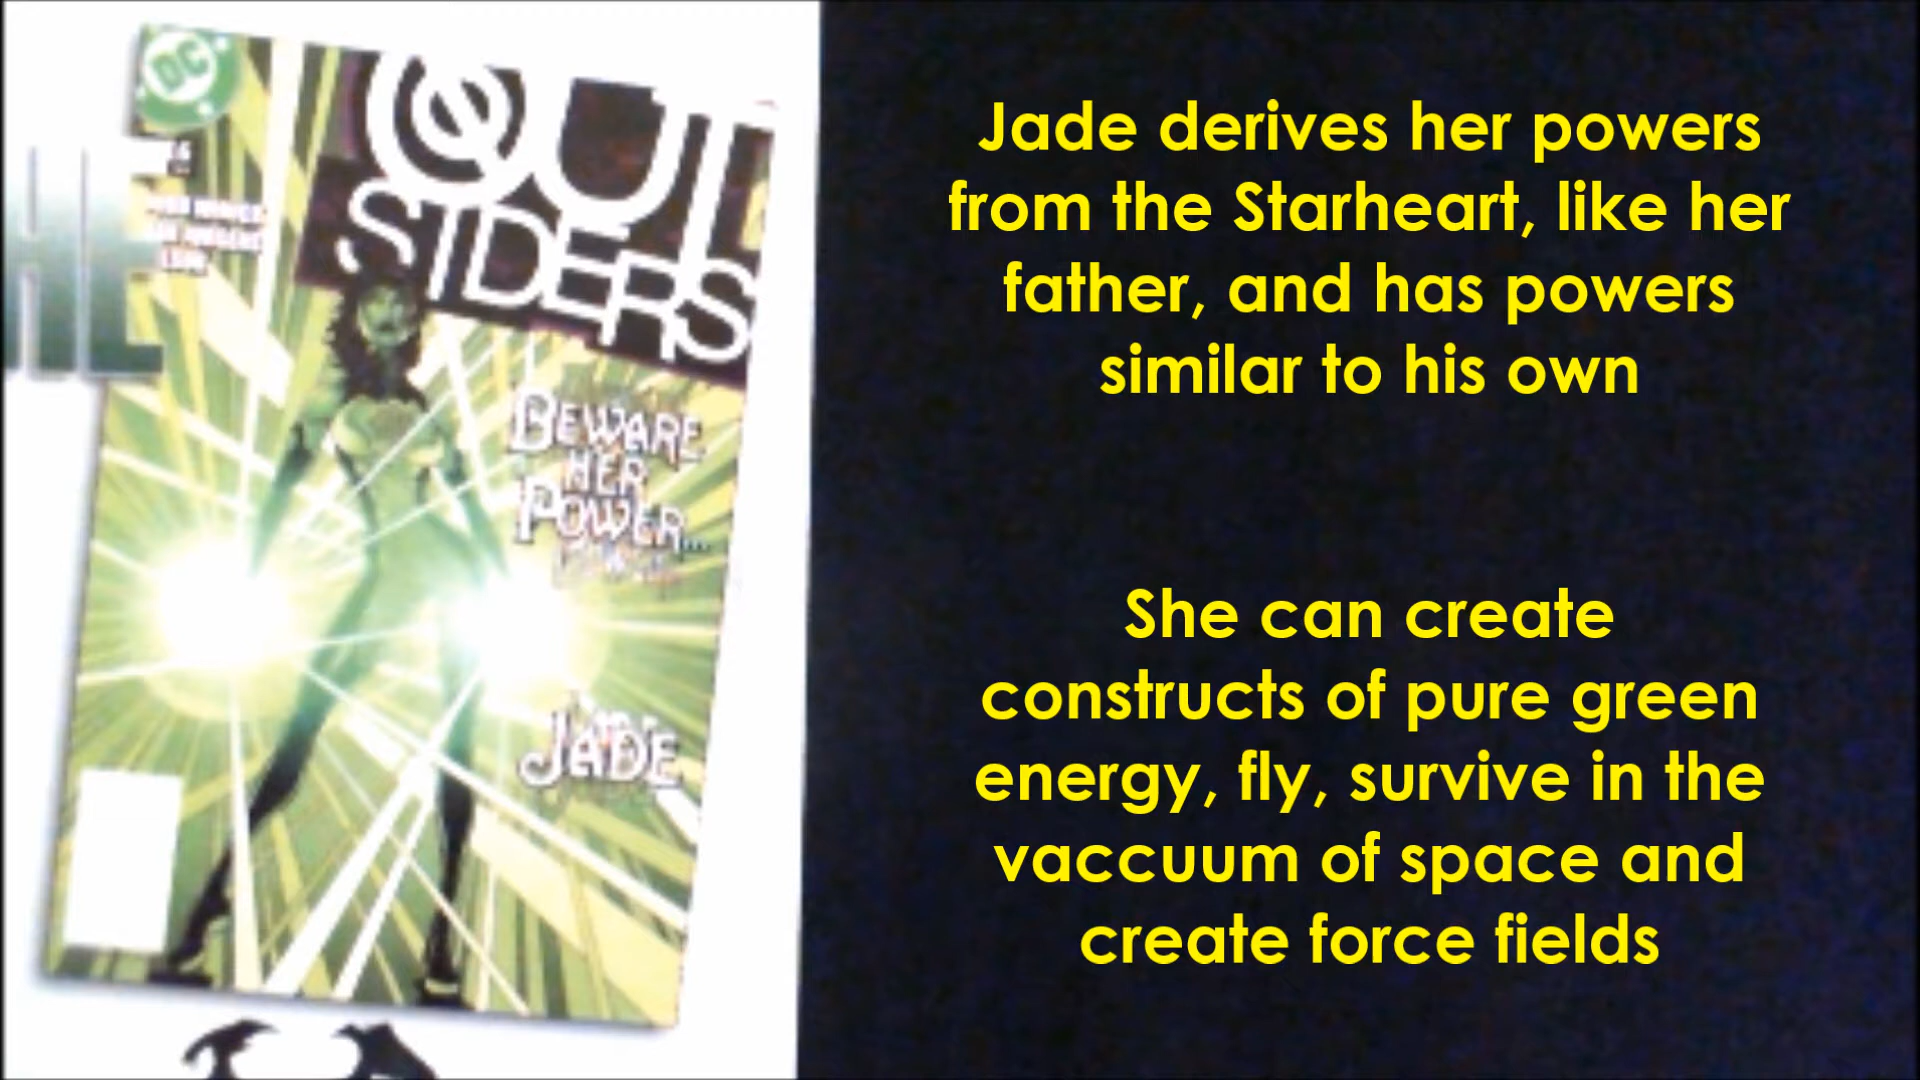 DC
OUT
SIDERS
BEWARE
HER
POWER...
JADE
Jade derives her powers
from the Starheart, like her
father, and has powers
similar to his own
She can create
constructs of pure green
energy, fly, survive in the
vaccuum of space and
create force fields